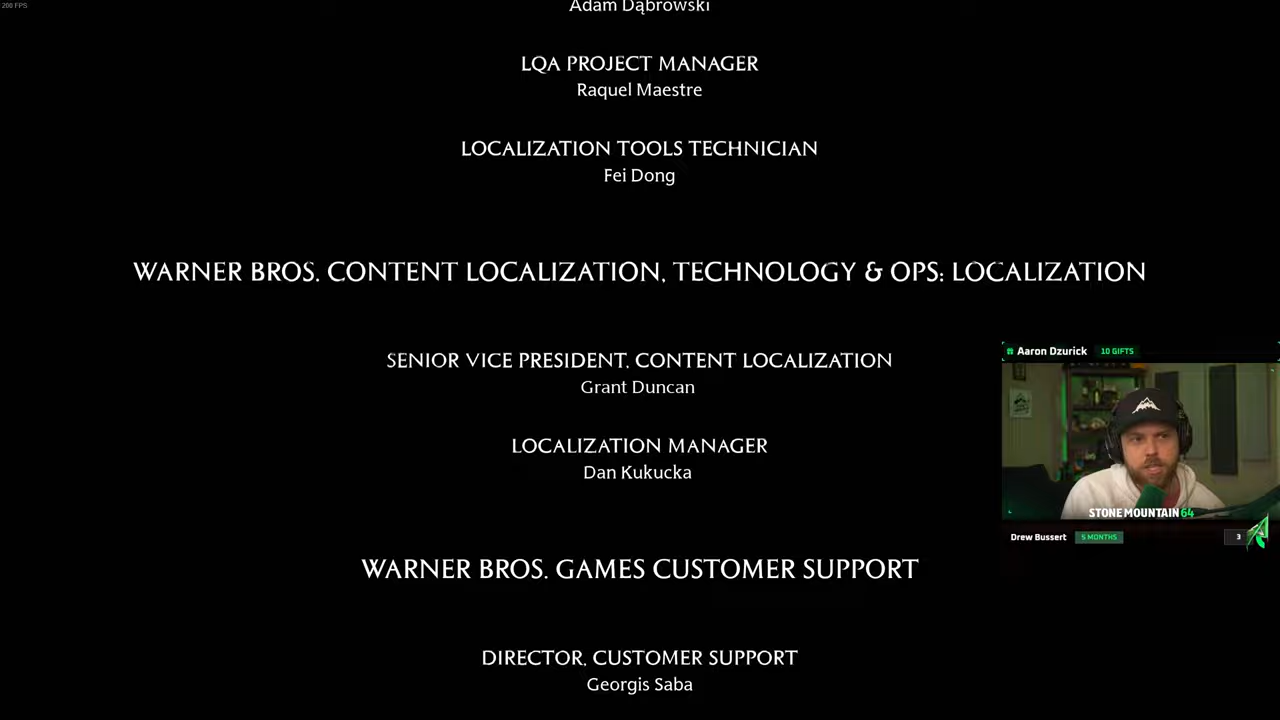 200 FPS
Adam Dąbrowski
LQA PROJECT MANAGER
Raquel Maestre
LOCALIZATION TOOLS TECHNICIAN
Fei Dong
WARNER BROS. CONTENT LOCALIZATION, TECHNOLOGY & OPS: LOCALIZATION
SENIOR VICE PRESIDENT, CONTENT LOCALIZATION
Grant Duncan
LOCALIZATION MANAGER
Dan Kukucka
WARNER BROS. GAMES CUSTOMER SUPPORT
DIRECTOR, CUSTOMER SUPPORT
Georgis Saba
Aaron Dzurick 10 GIFTS
STONE MOUNTAIN 64
Drew Bussert 5 MONTHS 3